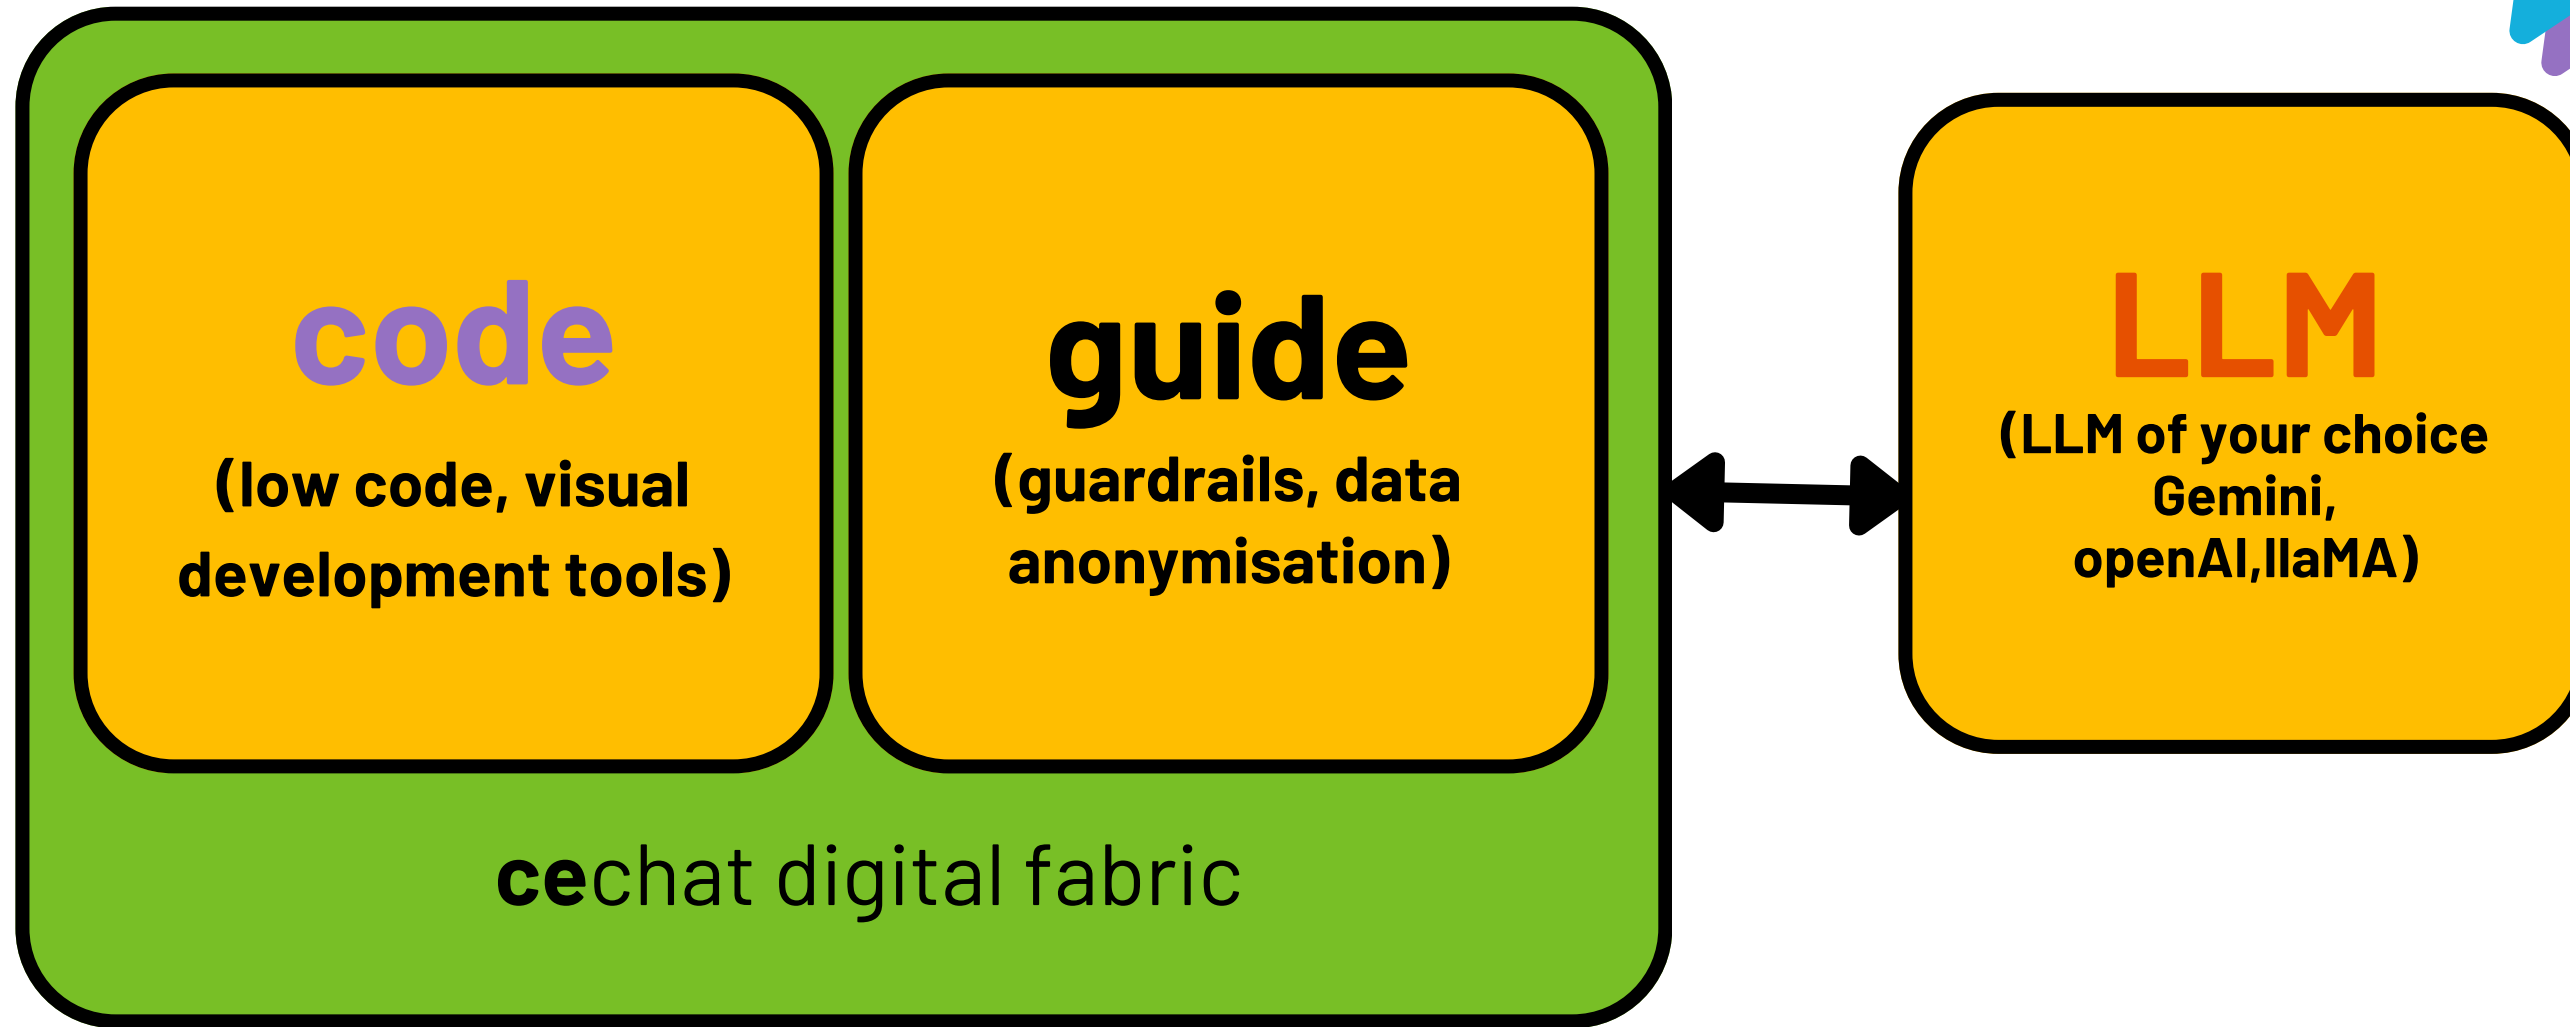 code
(low code, visual
development tools)
guide
(guardrails, data
anonymisation)
cechat digital fabric
LLM
(LLM of your choice
Gemini,
openAI,llaMA)